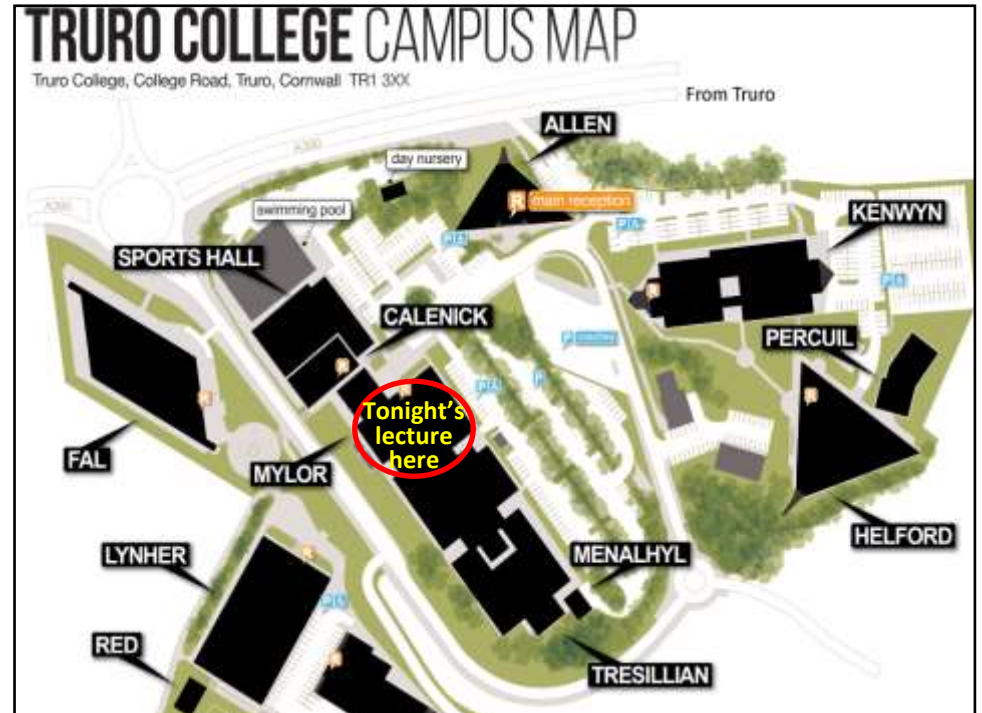 TRURO COLLEGE CAMPUS MAP
Truro College, College Road, Truro, Cornwall TR1 3XX
From Truro
ALLEN
A390
day nursery
R main reception
swimming pool
A390
KENWYN
SPORTS HALL
CALENICK
PERCUIL
Tonight's
lecture
here
FAL
MYLOR
HELFORD
LYNHER
MENALHYL
RED
TRESILLIAN
R
R
R
R
R
R
R
P